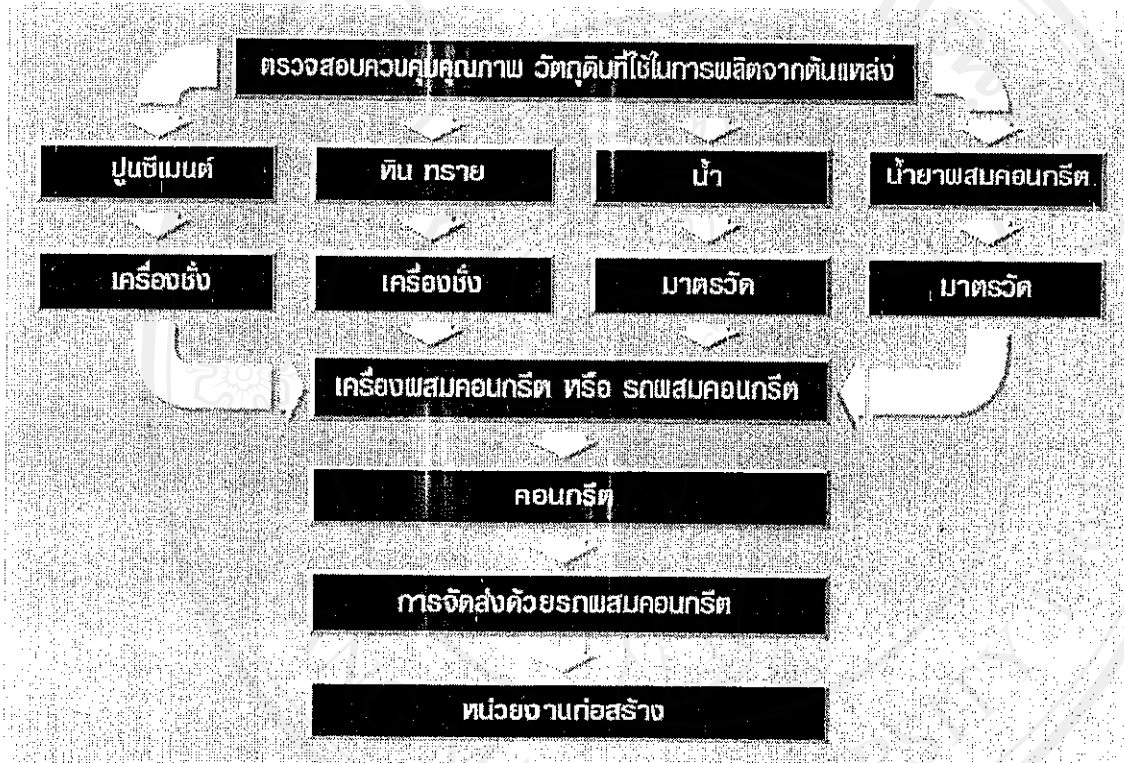 ตรวจสอบควบคุมคุณภาพ วัตถุดิบที่ใช้ในการผลิตจากต้นแหล่ง
ปูนซีเมนต์
หิน ทราย
น้ำ
น้ำยาผสมคอนกรีต
เครื่องชั่ง
เครื่องชั่ง
มาตรวัด
มาตรวัด
เครื่องผสมคอนกรีต หรือ รถผสมคอนกรีต
คอนกรีต
การจัดส่งด้วยรถผสมคอนกรีต
หน่วยงานก่อสร้าง